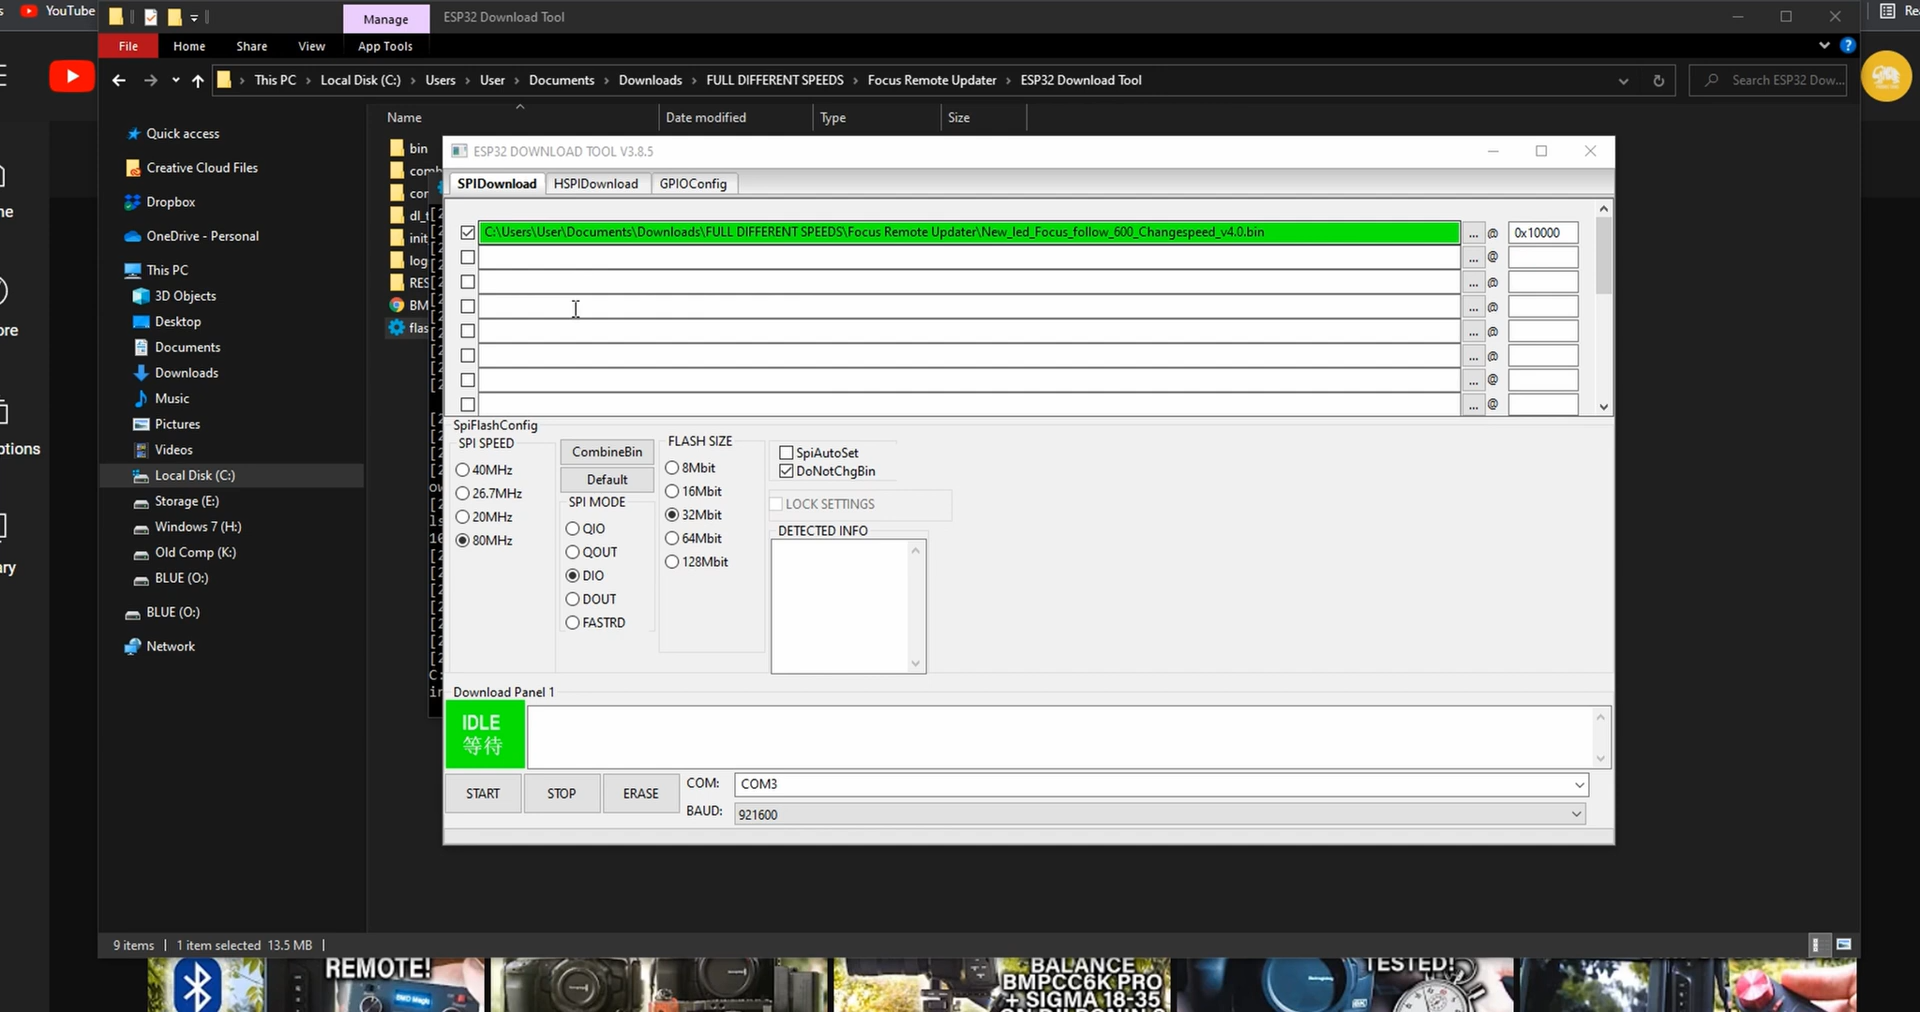 YouTube
Manage
ESP32 Download Tool
File
Home
Share
View
App Tools
This PC > Local Disk (C:) > Users > User > Documents > Downloads > FULL DIFFERENT SPEEDS > Focus Remote Updater > ESP32 Download Tool
Search ESP32 Dow...
Name
Date modified
Type
Size
Quick access
Creative Cloud Files
Dropbox
OneDrive - Personal
This PC
3D Objects
Desktop
Documents
Downloads
Music
Pictures
Videos
Local Disk (C:)
Storage (E:)
Windows 7 (H:)
Old Comp (K:)
BLUE (O:)
BLUE (O:)
Network
bin
ESP32 DOWNLOAD TOOL V3.8.5
SPIDownload
HSPIDownload
GPIOConfig
C:\Users\User\Documents\Downloads\FULL DIFFERENT SPEEDS\Focus Remote Updater\New_led_Focus_follow_600_Changespeed_v4.0.bin
... @ 0x10000
... @
... @
... @
... @
... @
... @
... @
SpiFlashConfig
SPI SPEED
40MHz
26.7MHz
20MHz
80MHz
CombineBin
Default
SPI MODE
QIO
QOUT
DIO
DOUT
FASTRD
FLASH SIZE
8Mbit
16Mbit
32Mbit
64Mbit
128Mbit
SpiAutoSet
DoNotChgBin
LOCK SETTINGS
DETECTED INFO
Download Panel 1
IDLE
等待
START
STOP
ERASE
COM: COM3
BAUD: 921600
9 items
1 item selected 13.5 MB
REMOTE!
BALANCE
BMPCC6K PRO
+ SIGMA 18-35
TESTED!